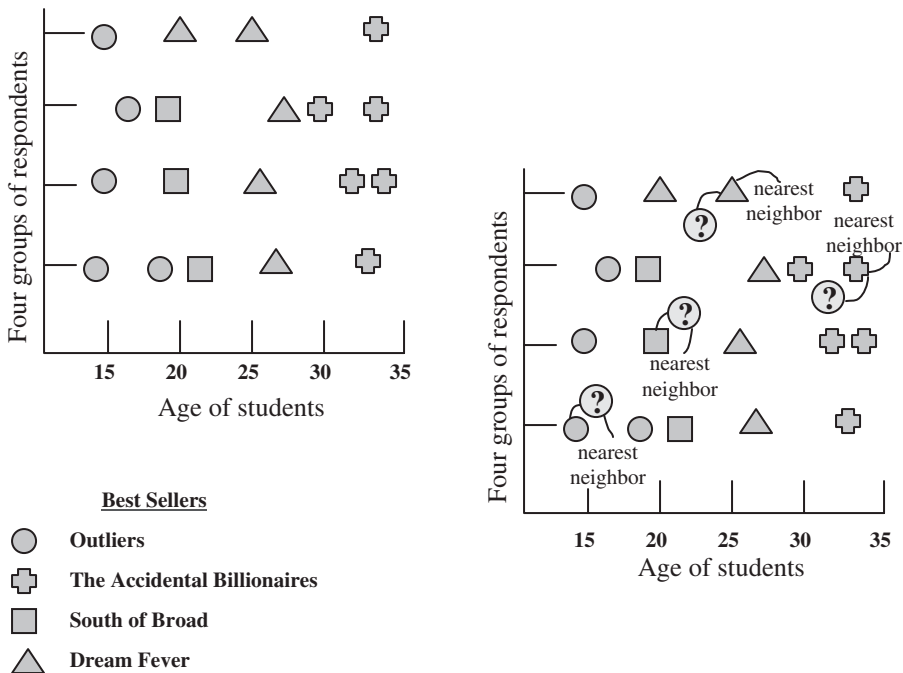 Four groups of respondents
15 20 25 30 35
Age of students
Best Sellers
Outliers
The Accidental Billionaires
South of Broad
Dream Fever
Four groups of respondents
nearest
neighbor
?
nearest
neighbor
?
?
nearest
neighbor
?
nearest
neighbor
15 20 25 30 35
Age of students